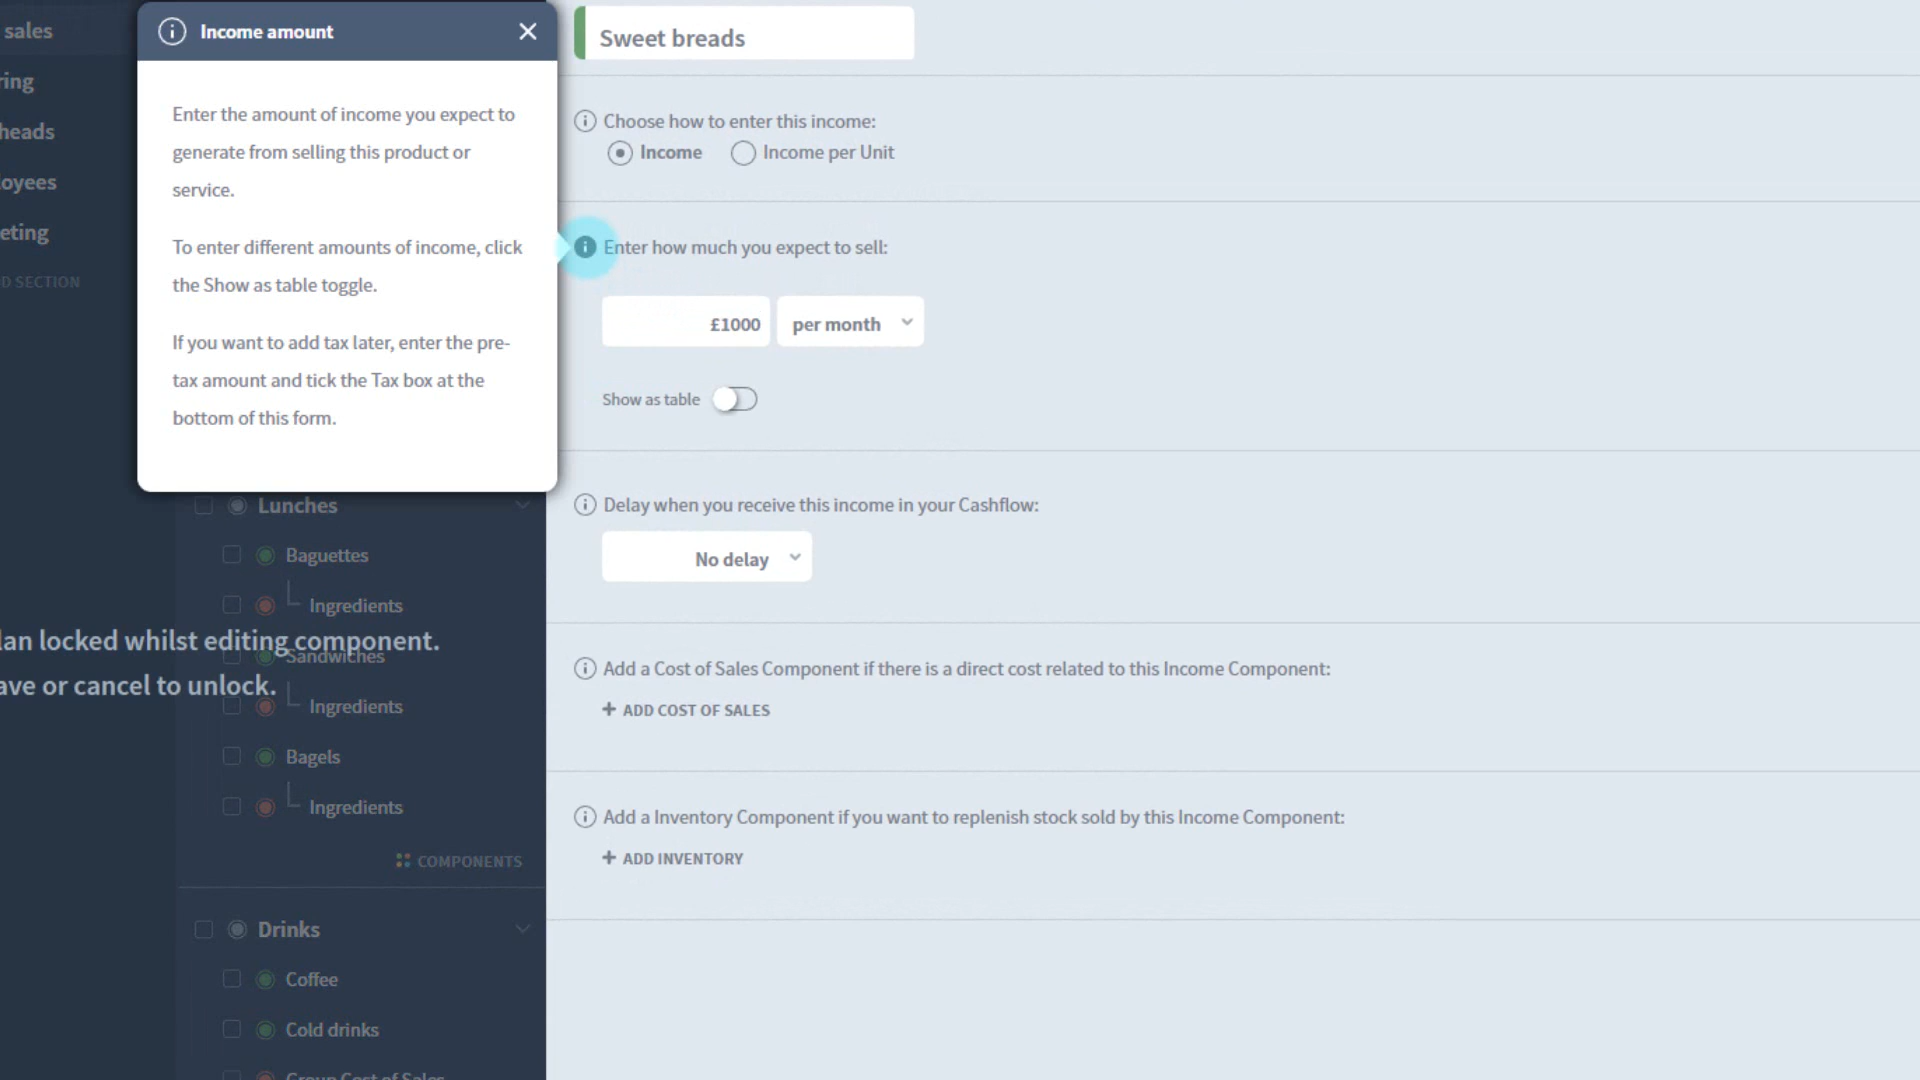 sales
ring
heads
oyees
eting
D SECTION
Income amount
Enter the amount of income you expect to
generate from selling this product or
service.
To enter different amounts of income, click
the Show as table toggle.
If you want to add tax later, enter the pre-
tax amount and tick the Tax box at the
bottom of this form.
Lunches
Baguettes
Ingredients
lan locked whilst editing component.
Sandwiches
ave or cancel to unlock.
Ingredients
Bagels
Ingredients
COMPONENTS
Drinks
Coffee
Cold drinks
Group Cost of Sales
Sweet breads
Choose how to enter this income:
Income Income per Unit
Enter how much you expect to sell:
£1000 per month
Show as table
Delay when you receive this income in your Cashflow:
No delay
Add a Cost of Sales Component if there is a direct cost related to this Income Component:
+ ADD COST OF SALES
Add a Inventory Component if you want to replenish stock sold by this Income Component:
+ ADD INVENTORY